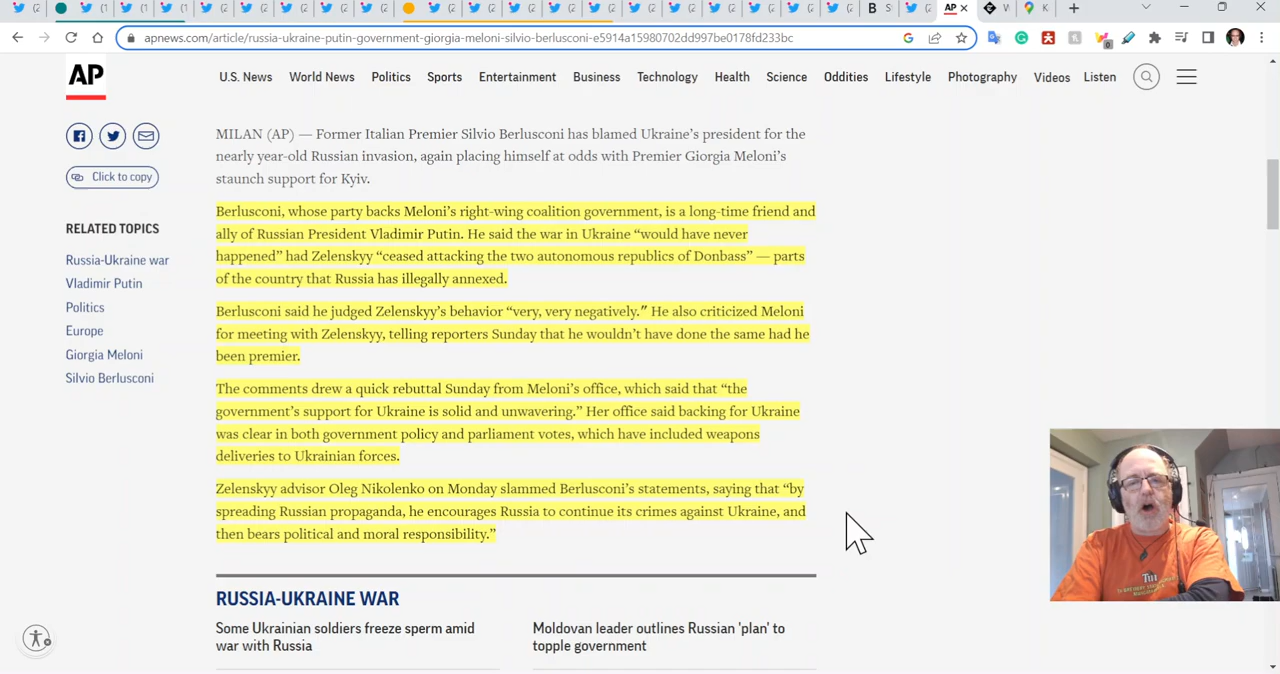 apnews.com/article/russia-ukraine-putin-government-giorgia-meloni-silvio-berlusconi-e5914a15980702dd997be0178fd233bc
AP
U.S. News World News Politics Sports Entertainment Business Technology Health Science Oddities Lifestyle Photography Videos Listen
Click to copy
RELATED TOPICS
Russia-Ukraine war
Vladimir Putin
Politics
Europe
Giorgia Meloni
Silvio Berlusconi
MILAN (AP) — Former Italian Premier Silvio Berlusconi has blamed Ukraine’s president for the
nearly year-old Russian invasion, again placing himself at odds with Premier Giorgia Meloni’s
staunch support for Kyiv.
Berlusconi, whose party backs Meloni’s right-wing coalition government, is a long-time friend and
ally of Russian President Vladimir Putin. He said the war in Ukraine “would have never
happened” had Zelenskyy “ceased attacking the two autonomous republics of Donbass” — parts
of the country that Russia has illegally annexed.
Berlusconi said he judged Zelenskyy’s behavior “very, very negatively.” He also criticized Meloni
for meeting with Zelenskyy, telling reporters Sunday that he wouldn’t have done the same had he
been premier.
The comments drew a quick rebuttal Sunday from Meloni’s office, which said that “the
government’s support for Ukraine is solid and unwavering.” Her office said backing for Ukraine
was clear in both government policy and parliament votes, which have included weapons
deliveries to Ukrainian forces.
Zelenskyy advisor Oleg Nikolenko on Monday slammed Berlusconi’s statements, saying that “by
spreading Russian propaganda, he encourages Russia to continue its crimes against Ukraine, and
then bears political and moral responsibility.”
RUSSIA-UKRAINE WAR
Some Ukrainian soldiers freeze sperm amid
war with Russia
Moldovan leader outlines Russian 'plan' to
topple government